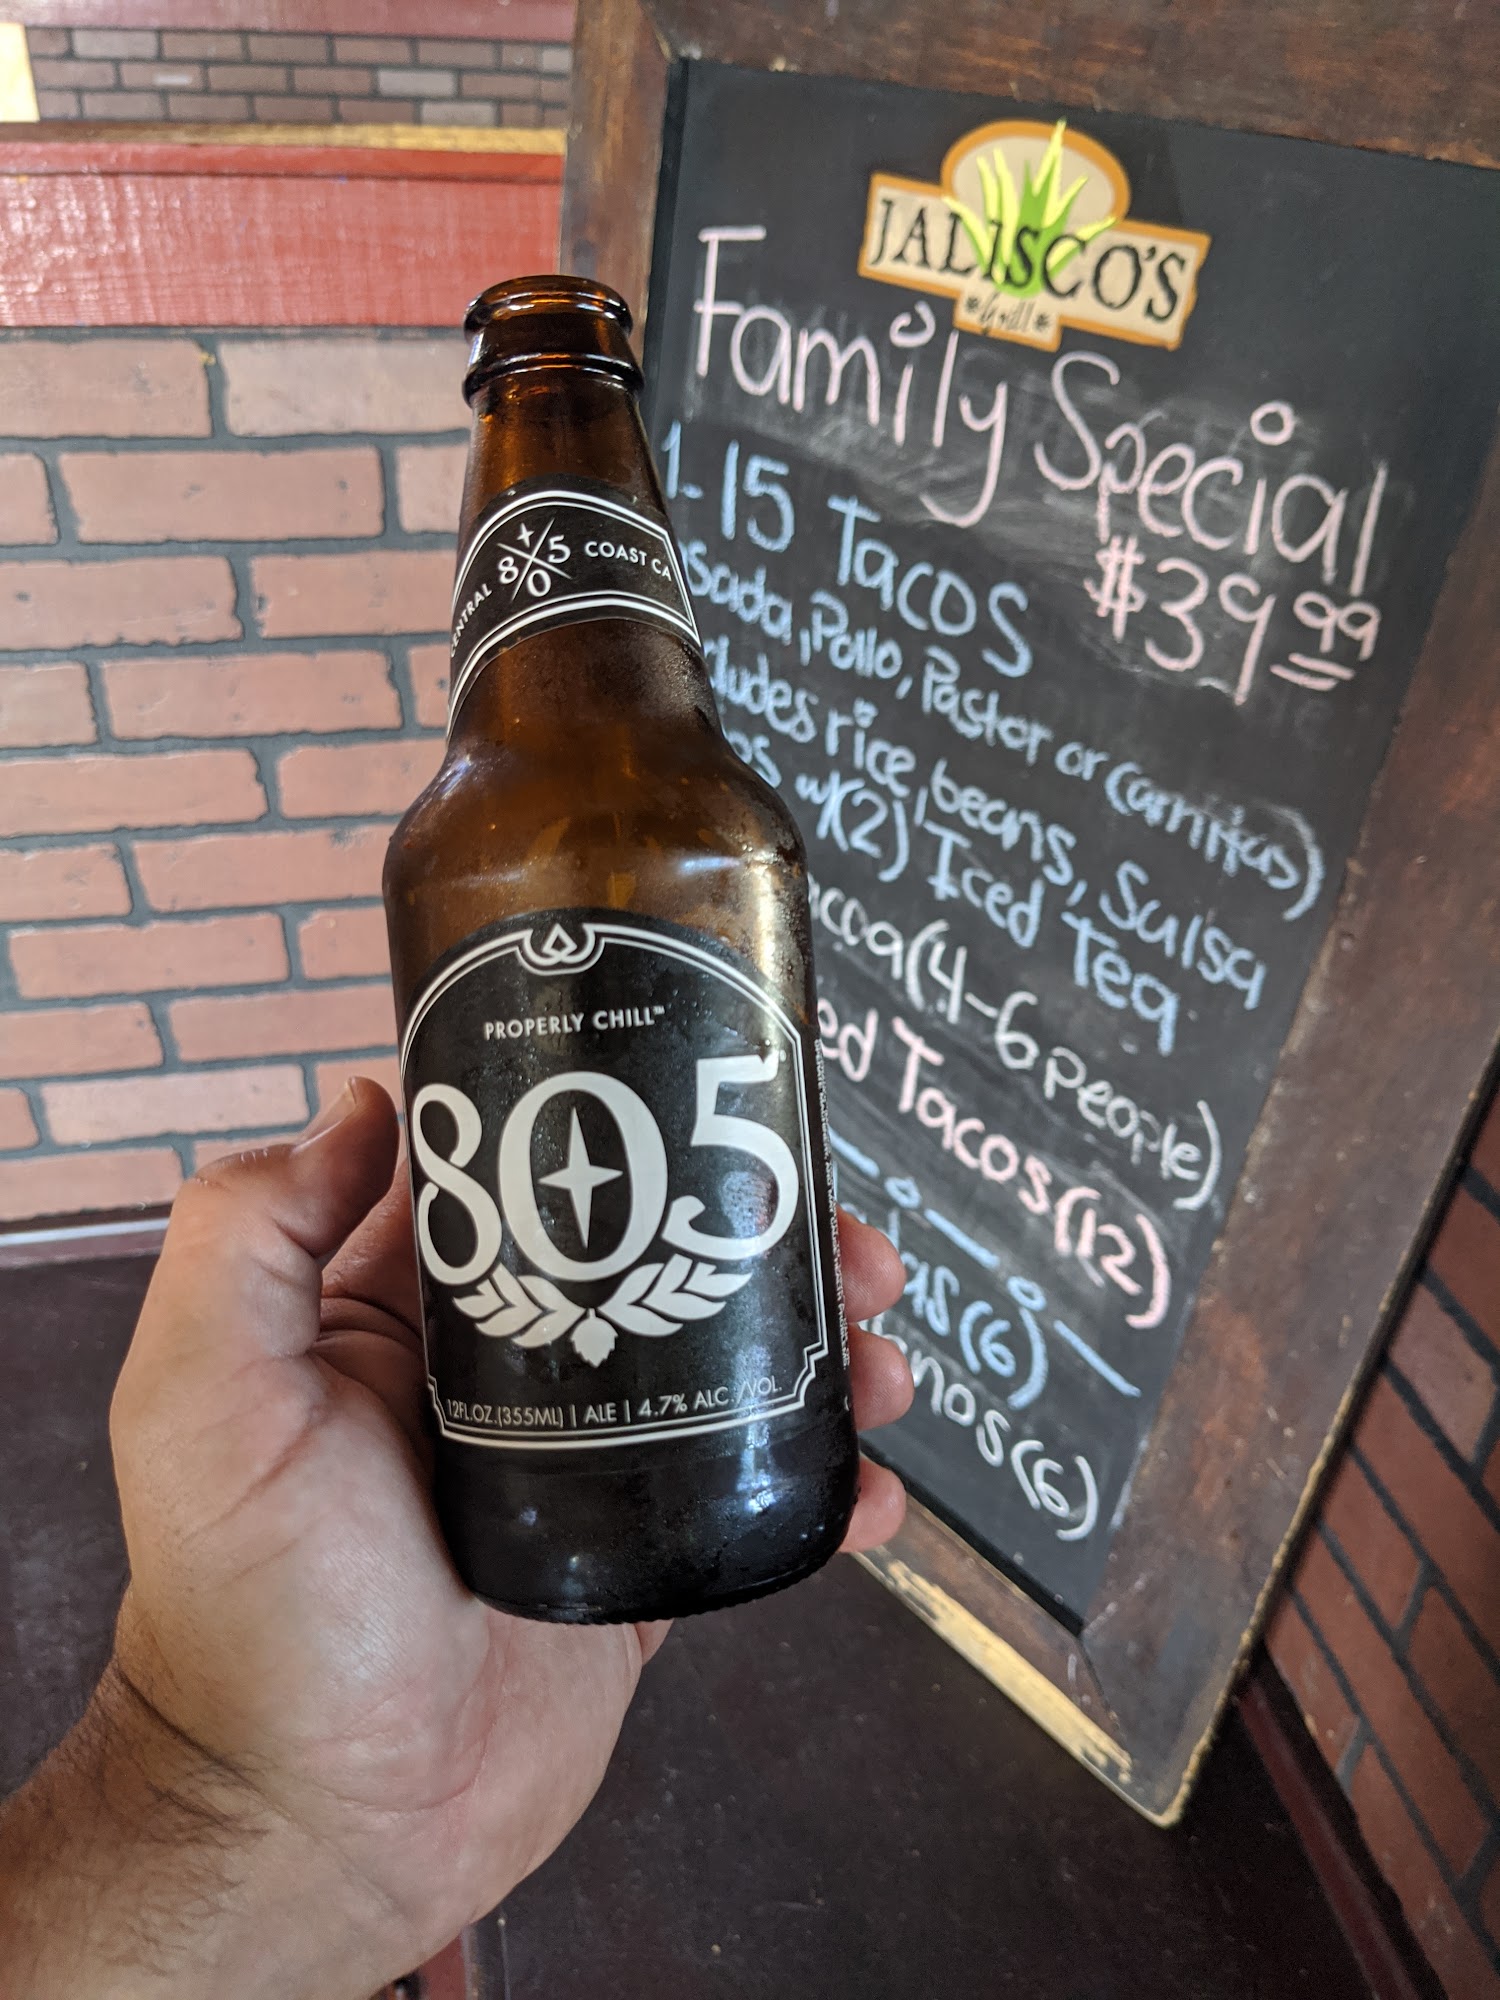 CENTRAL 805 COAST CA
PROPERLY CHILL™
805
12FL.OZ.(355ML) | ALE | 4.7% ALC./VOL.
JALISCO'S
Grill
Family Special
$39.99
1. 15 Tacos
Pollo, Pastor or Carnitas)
rice, beans, Salsa
w/(2) Iced Tea
(4-6 people)
Tacos (12)
(6)
(6)